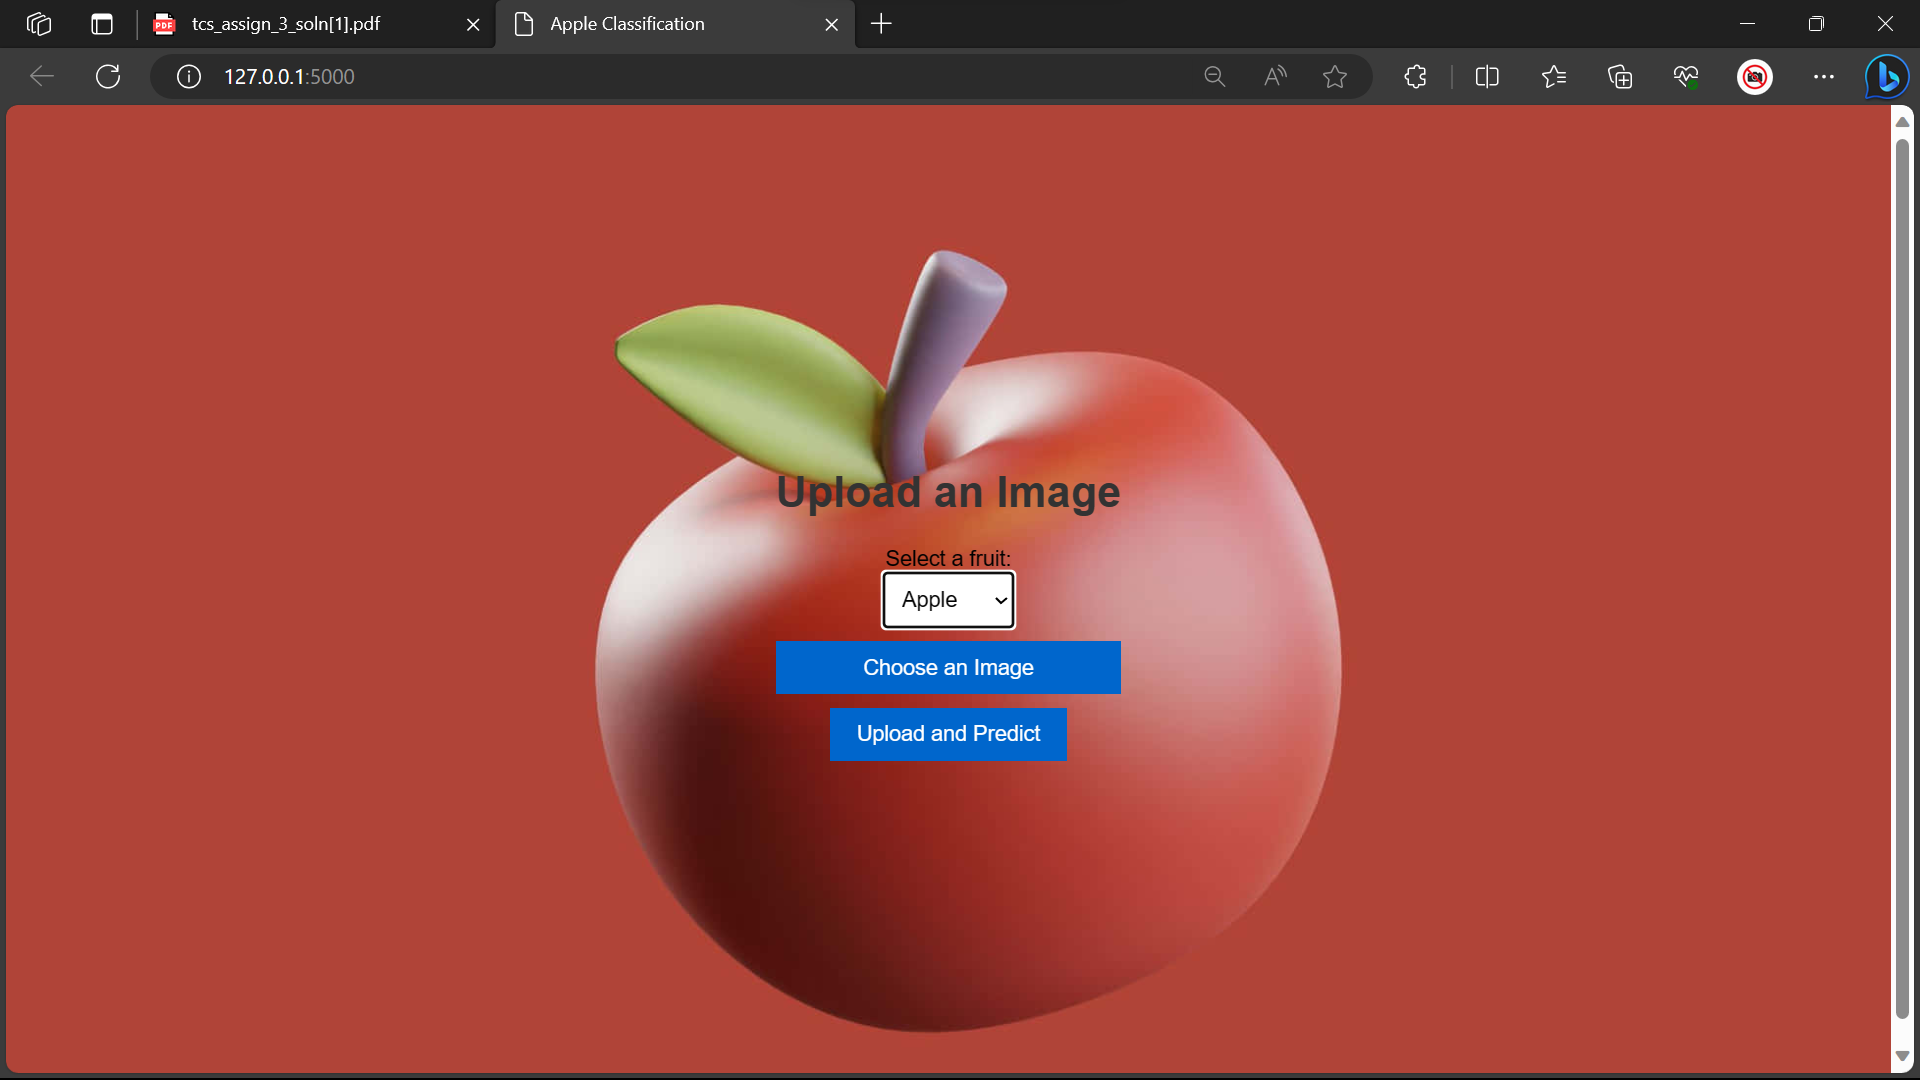 PDF tcs_assign_3_soln[1].pdf
Apple Classification
127.0.0.1:5000
Upload an Image
Select a fruit:
Apple
Choose an Image
Upload and Predict